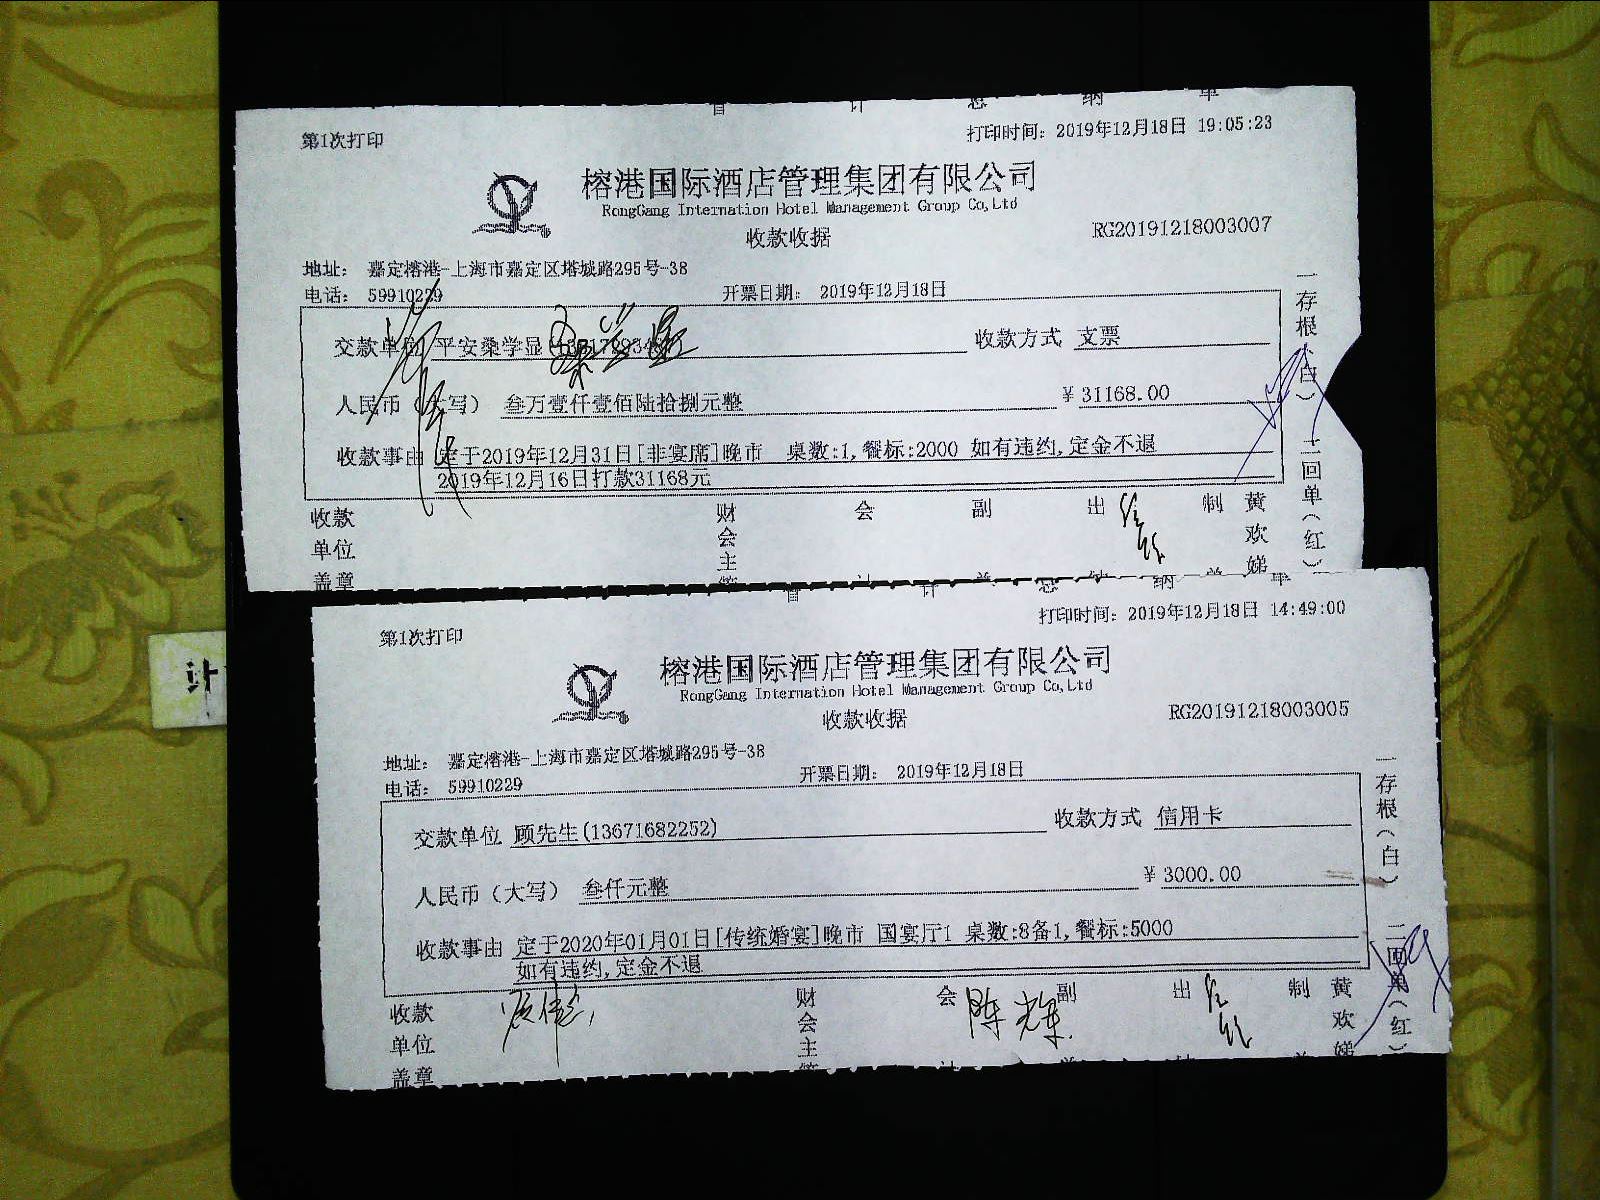 第1次打印
打印时间：2019年12月18日 19:05:23
榕港国际酒店管理集团有限公司
RongGang Internation Hotel Management Group Co,Ltd
收款收据
RG20191218003007
地址： 嘉定榕港-上海市嘉定区塔城路295号-38
电话： 59910229 开票日期： 2019年12月18日
交款单位 平安桑学显 收款方式 支票
人民币（大写） 叁万壹仟壹佰陆拾捌元整 ￥31168.00
收款事由 定于2019年12月31日[非宴席]晚市 桌数:1,餐标:2000 如有违约,定金不退
2019年12月16日打款31168元
收款单位盖章 财会主管 会计 副总 出纳 制单 黄欢娣
一存根（白） 二回单（红）
第1次打印
打印时间：2019年12月18日 14:49:00
榕港国际酒店管理集团有限公司
RongGang Internation Hotel Management Group Co,Ltd
收款收据
RG20191218003005
地址： 嘉定榕港-上海市嘉定区塔城路295号-38
电话： 59910229 开票日期： 2019年12月18日
交款单位 顾先生(13671682252) 收款方式 信用卡
人民币（大写） 叁仟元整 ￥3000.00
收款事由 定于2020年01月01日[传统婚宴]晚市 国宴厅1 桌数:8备1,餐标:5000
如有违约,定金不退
收款单位盖章 财会主 会 副 出 制 黄欢娣
陈光辉
一存根（白） 二回单（红）
计